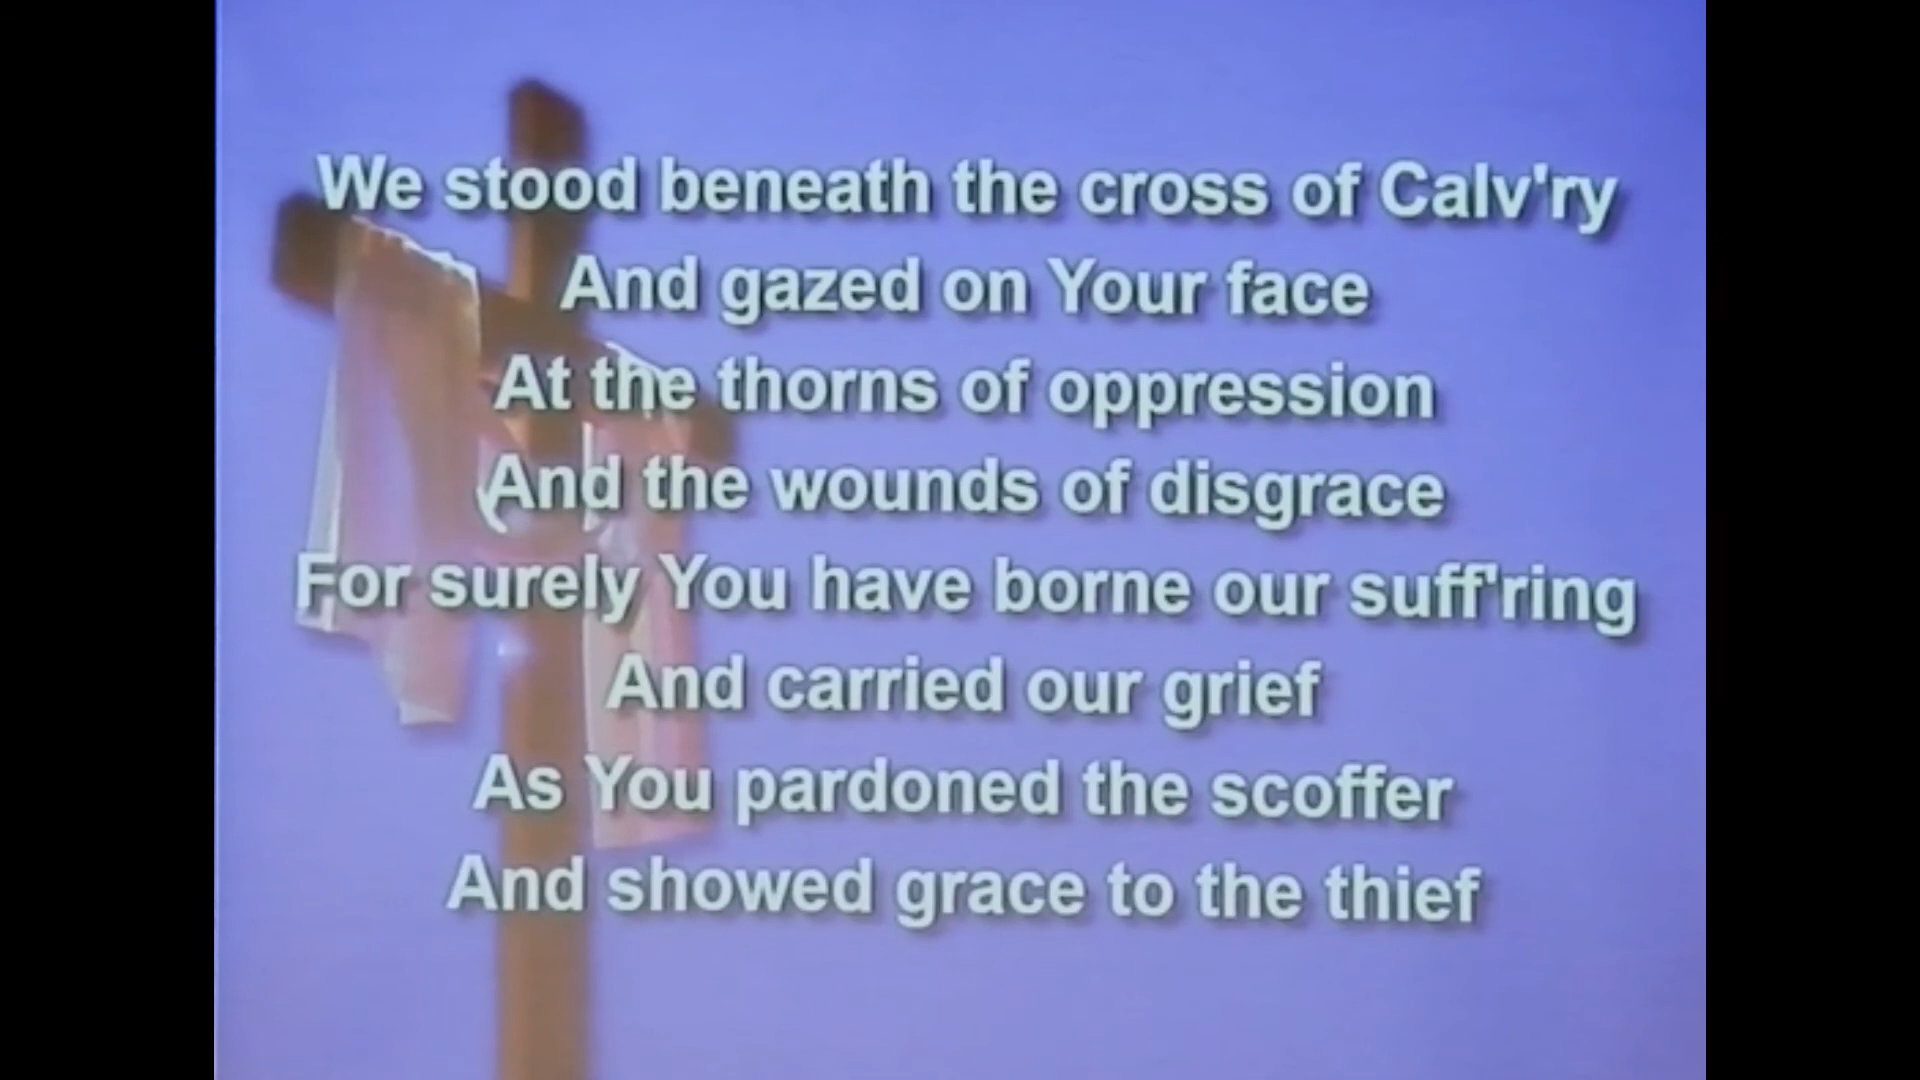 We stood beneath the cross of Calv'ry
And gazed on Your face
At the thorns of oppression
And the wounds of disgrace
For surely You have borne our suff'ring
And carried our grief
As You pardoned the scoffer
And showed grace to the thief